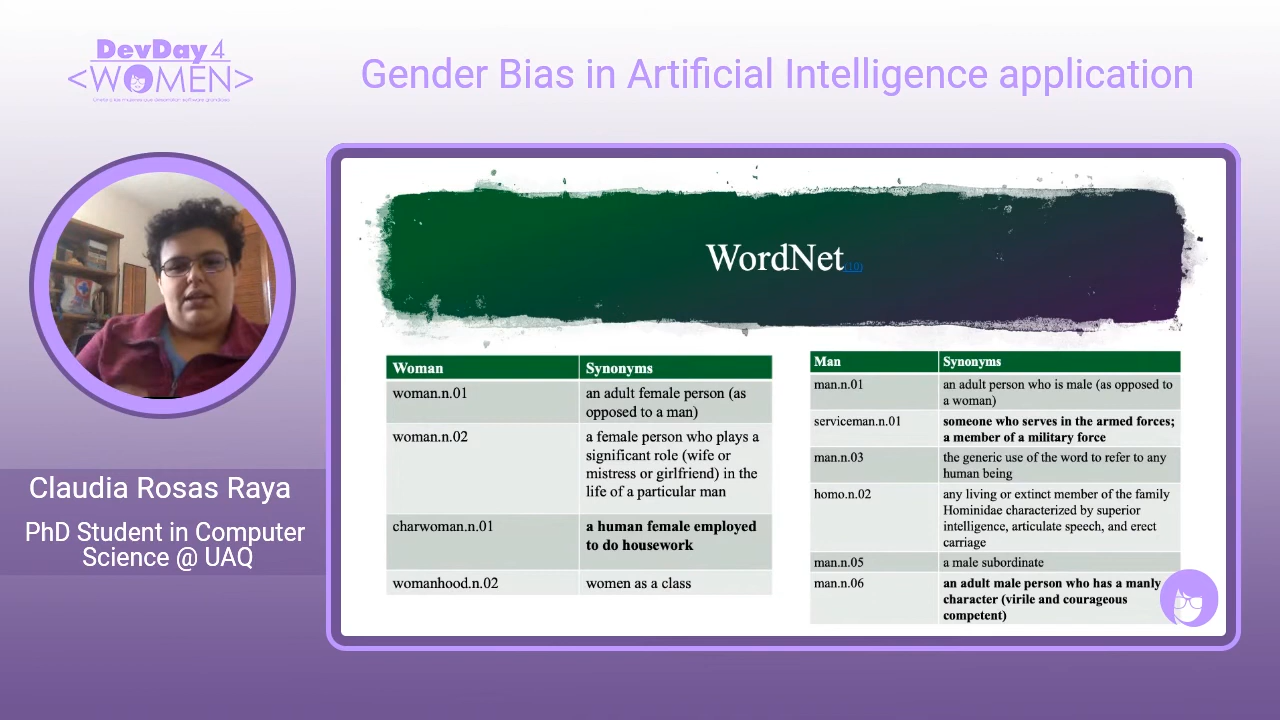 DevDay 4
<WOMEN>
Gender Bias in Artificial Intelligence application
WordNet(10)
Woman Synonyms
woman.n.01 an adult female person (as
opposed to a man)
woman.n.02 a female person who plays a
significant role (wife or
mistress or girlfriend) in the
life of a particular man
charwoman.n.01 a human female employed
to do housework
womanhood.n.02 women as a class
Man Synonyms
man.n.01 an adult person who is male (as opposed to
a woman)
serviceman.n.01 someone who serves in the armed forces;
a member of a military force
man.n.03 the generic use of the word to refer to any
human being
homo.n.02 any living or extinct member of the family
Hominidae characterized by superior
intelligence, articulate speech, and erect
carriage
man.n.05 a male subordinate
man.n.06 an adult male person who has a manly
character (virile and courageous
competent)
Claudia Rosas Raya
PhD Student in Computer
Science @ UAQ